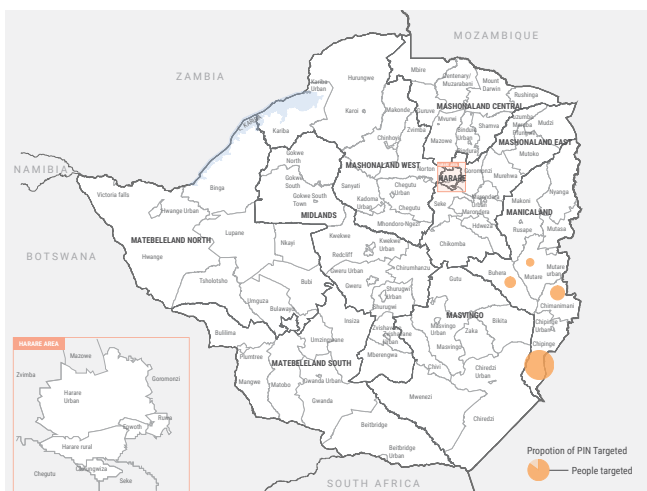 MOZAMBIQUE
ZAMBIA
NAMIBIA
BOTSWANA
SOUTH AFRICA
Mbire
Centenary/
Muzarabani
Mount
Darwin
Rushinga
Hurungwe
Kariba
Urban
MASHONALAND CENTRAL
Karoi
Makonde
Guruve
Mvurwi
Bindura
Urban
Shamva
Mudzi
Kariba
Chinhoyi
Zvimba
Mazowe
MASHONALAND EAST
Mutoko
Gokwe
North
MASHONALAND WEST
Norton
Goromonzi
Murehwa
HARARE
Gokwe
South
Sanyati
Chegutu
Urban
Nyanga
Victoria falls
Binga
Gokwe South
Town
Kadoma
Urban
Chegutu
Seke
Marondera
Makoni
MANICALAND
Hwange Urban
MIDLANDS
Mhondoro-Ngezi
Hdweza
Rusape
Mutasa
Lupane
MATEBELELAND NORTH
Nkayi
Kwekwe
Kwekwe
Urban
Chikomba
Hwange
Redcliff
Gweru Urban
Chirumhanzu
Buhera
Mutare
Mutare
urban
Tsholotsho
Bubi
Gweru
Shurugwi
Urban
Shurugwi
Gutu
Umguza
Bulawayo
Chimanimani
MASVINGO
Bulilima
Insiza
Zvishavane
Masvingo
Urban
Zaka
Bikita
Chipinge
Urban
Umzingwane
Masvingo
Chipinge
Plumtree
MATEBELELAND SOUTH
Mberengwa
Chivi
Chiredzi
Urban
Mangwe
Matobo
Gwanda Urban
Gwanda
Mwenezi
Chiredzi
Beitbridge
Beitbridge
Urban
HARARE AREA
Mazowe
Zvimba
Goromonzi
Harare
Urban
Ruwa
Epwoth
Harare rural
Chegutu
Chitungwiza
Seke
Propotion of PIN Targeted
People targeted